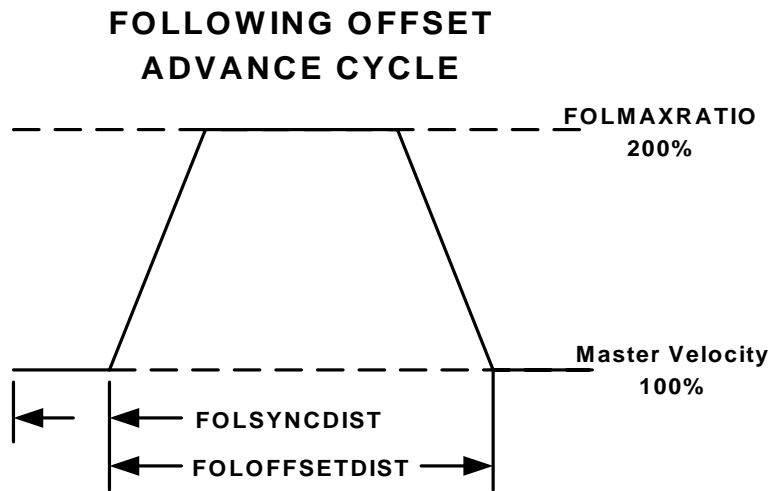 FOLLOWING OFFSET
ADVANCE CYCLE
FOLMAXRATIO
200%
Master Velocity
100%
FOLSYNCDIST
FOLOFFSETDIST